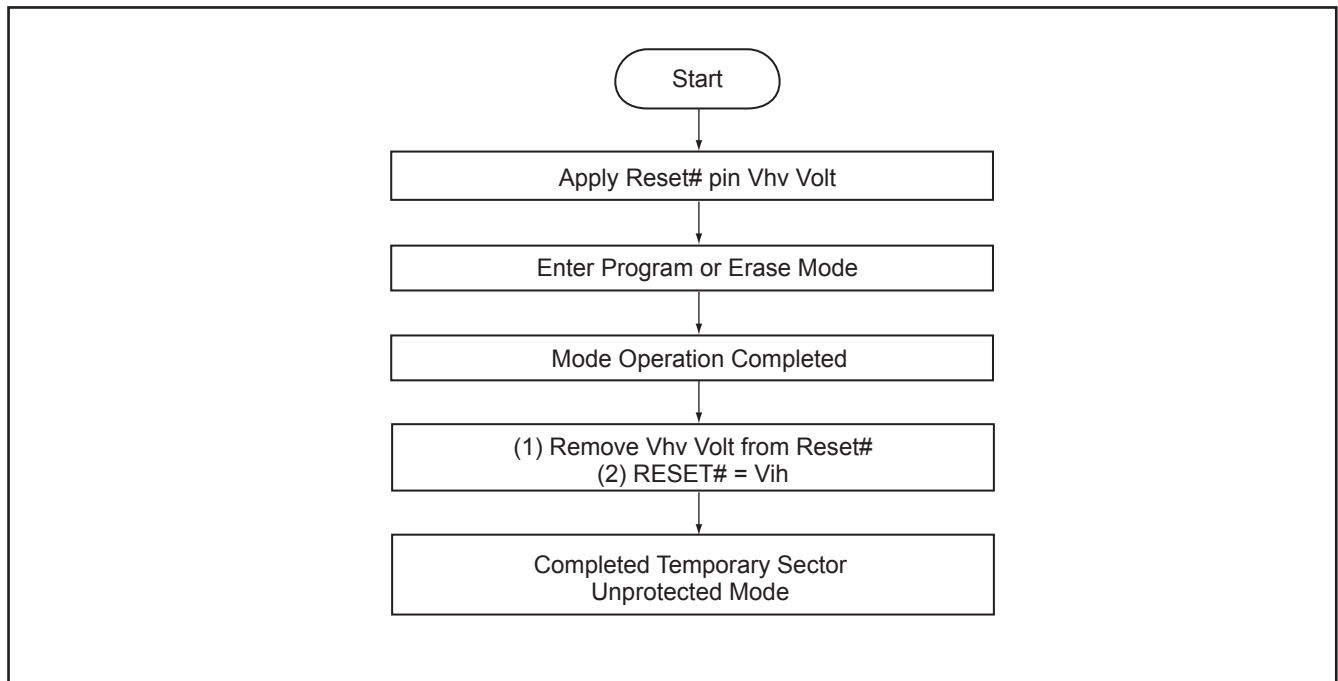 Start
Apply Reset# pin Vhv Volt
Enter Program or Erase Mode
Mode Operation Completed
(1) Remove Vhv Volt from Reset#
(2) RESET# = Vih
Completed Temporary Sector
Unprotected Mode